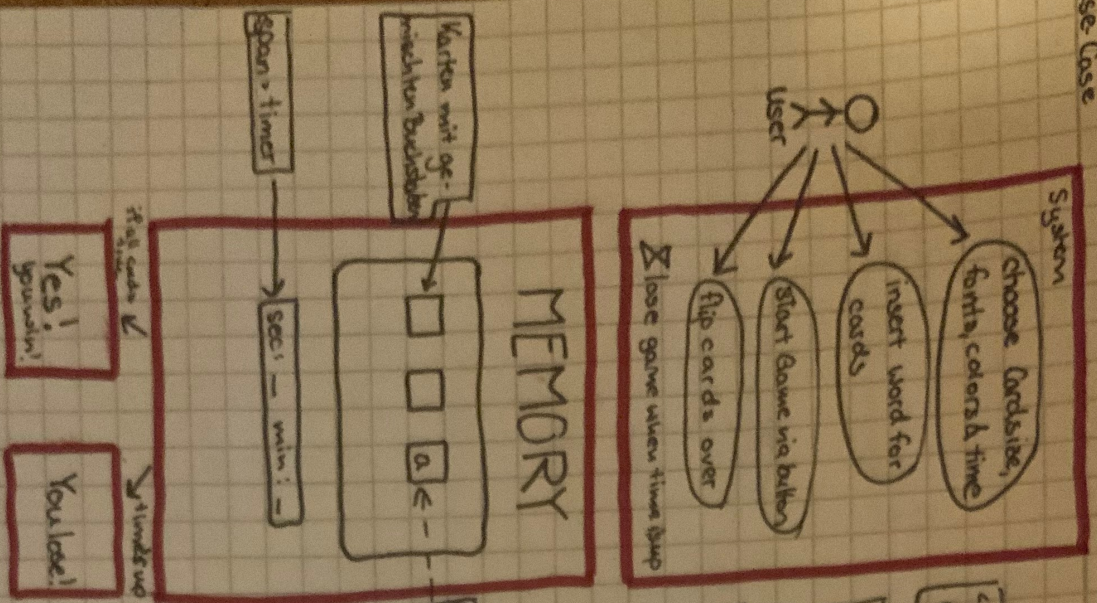 se-Case
System
User
choose Cardsize,
fonts, colors & time
insert word for
cards
Start Game via button
flip cards over
lose game when time is up
MEMORY
Karten mit ge-
mischten Buchstaben
a
span>timer
sec: _ min: _
if all cards
Yes!
you win!
time is up
You lose!